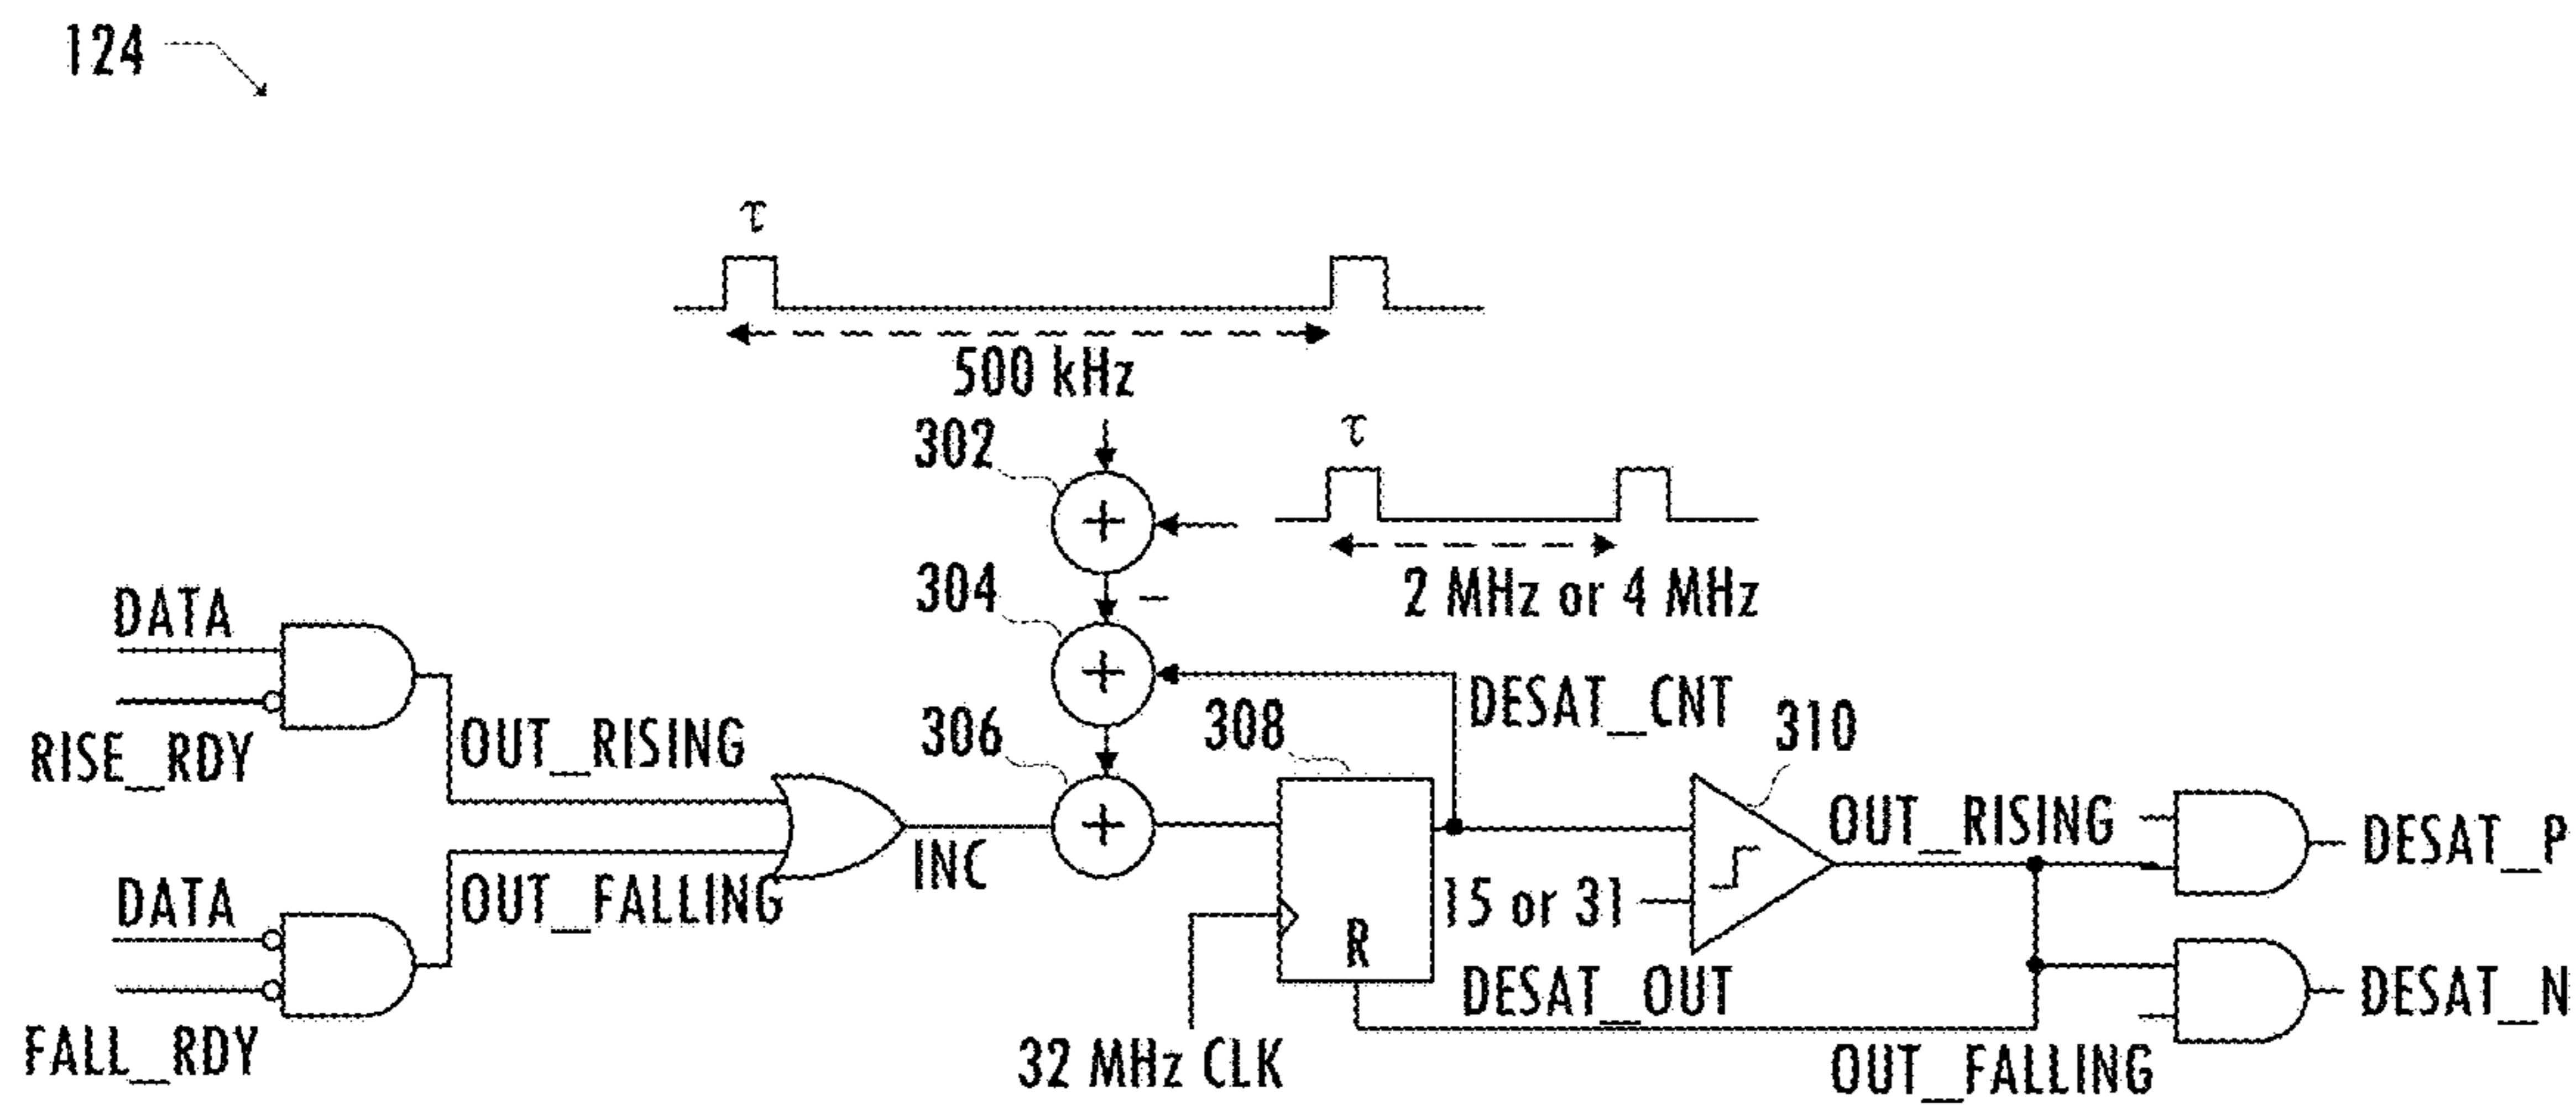 124
τ
500 kHz
302
τ
+
304
−
2 MHz or 4 MHz
DATA
+
DESAT_CNT
RISE_RDY
OUT_RISING
306
308
310
+
INC
OUT_RISING
DESAT_P
DATA
OUT_FALLING
15 or 31
R
DESAT_OUT
DESAT_N
FALL_RDY
32 MHz CLK
OUT_FALLING